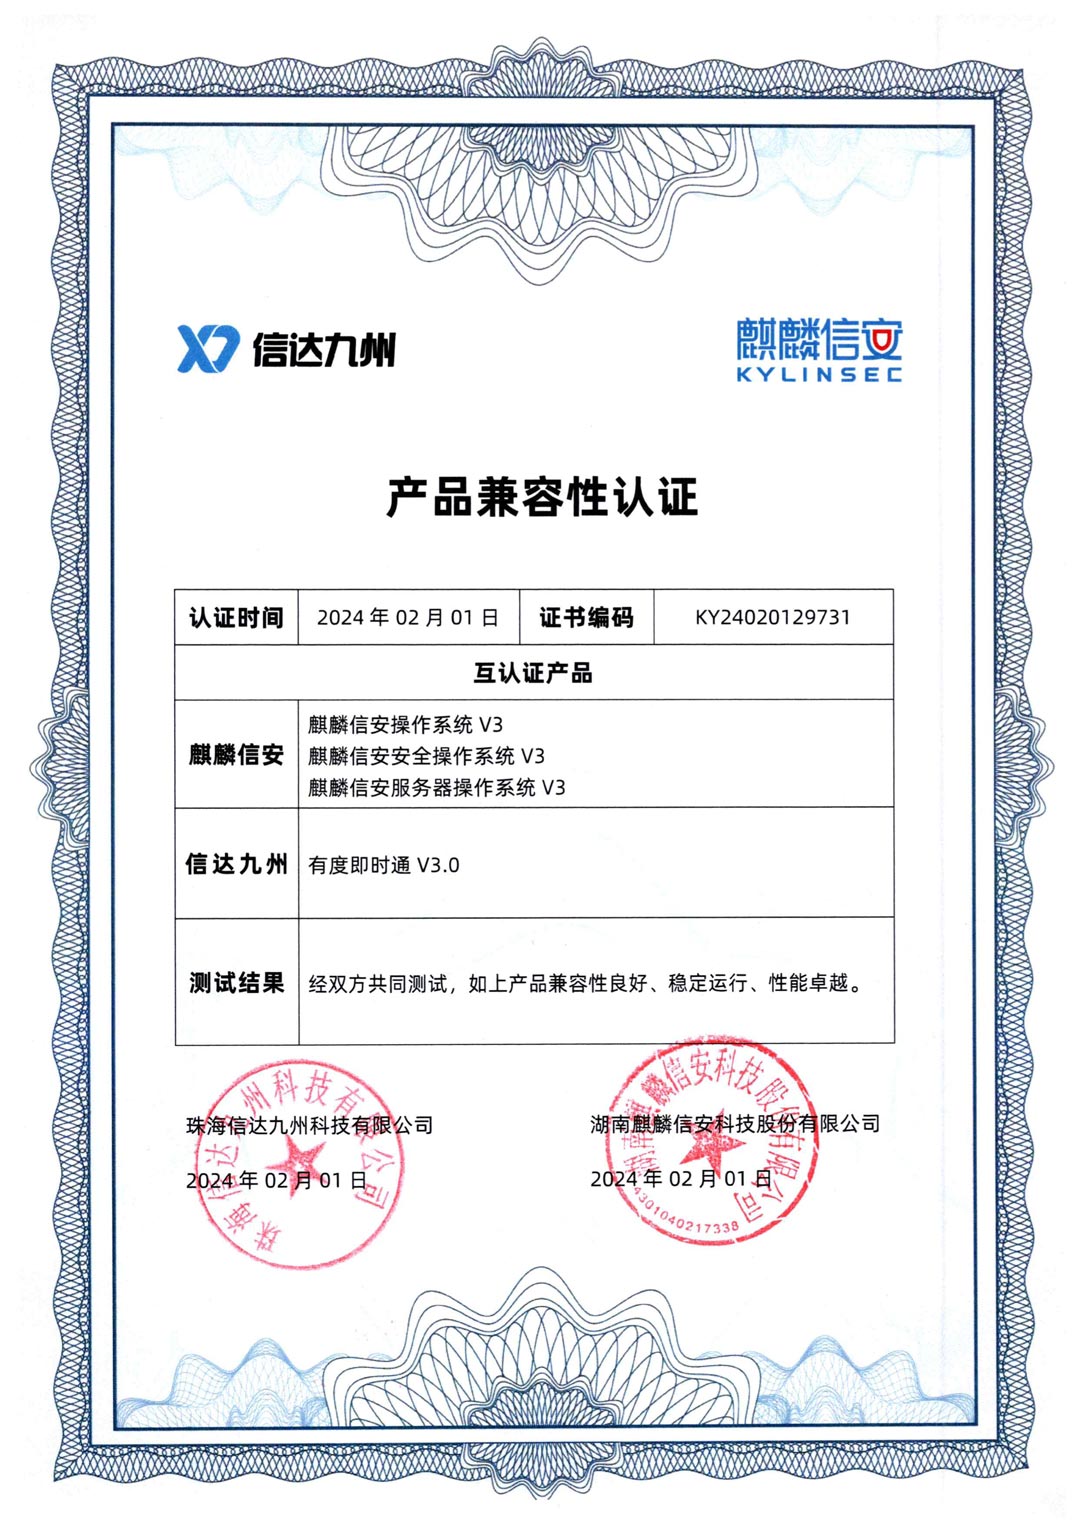 信达九州
麒麟信安
KYLINSEC
产品兼容性认证
认证时间 2024 年 02 月 01 日 证书编码 KY24020129731
互认证产品
麒麟信安
麒麟信安操作系统 V3
麒麟信安安全操作系统 V3
麒麟信安服务器操作系统 V3
信达九州 有度即时通 V3.0
测试结果 经双方共同测试，如上产品兼容性良好、稳定运行、性能卓越。
珠海信达九州科技有限公司
2024 年 02 月 01 日
珠海信达九州科技有限公司
湖南麒麟信安科技股份有限公司
2024 年 02 月 01 日
湖南麒麟信安科技股份有限公司
4301040217338